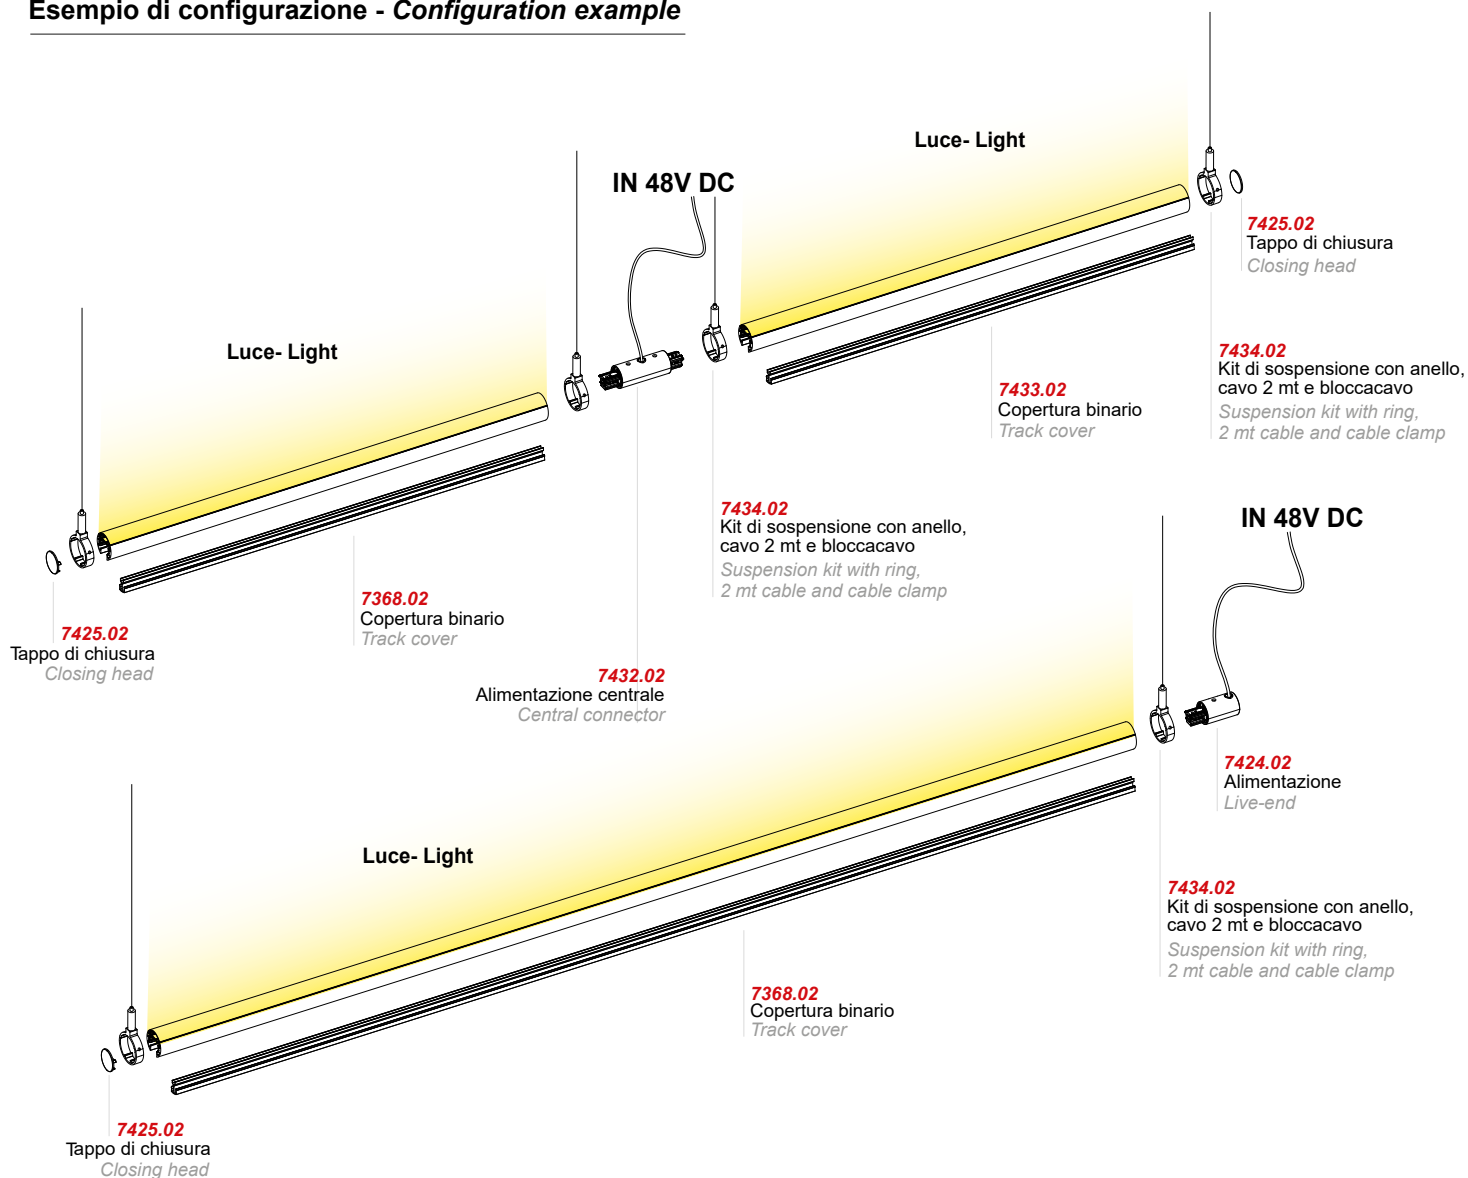 Esempio di configurazione - Configuration example
Luce- Light
IN 48V DC
7425.02
Tappo di chiusura
Closing head
Luce- Light
7434.02
Kit di sospensione con anello,
cavo 2 mt e bloccacavo
Suspension kit with ring,
2 mt cable and cable clamp
7433.02
Copertura binario
Track cover
7434.02
Kit di sospensione con anello,
cavo 2 mt e bloccacavo
Suspension kit with ring,
2 mt cable and cable clamp
7368.02
Copertura binario
Track cover
7425.02
Tappo di chiusura
Closing head
7432.02
Alimentazione centrale
Central connector
IN 48V DC
7424.02
Alimentazione
Live-end
Luce- Light
7434.02
Kit di sospensione con anello,
cavo 2 mt e bloccacavo
Suspension kit with ring,
2 mt cable and cable clamp
7368.02
Copertura binario
Track cover
7425.02
Tappo di chiusura
Closing head